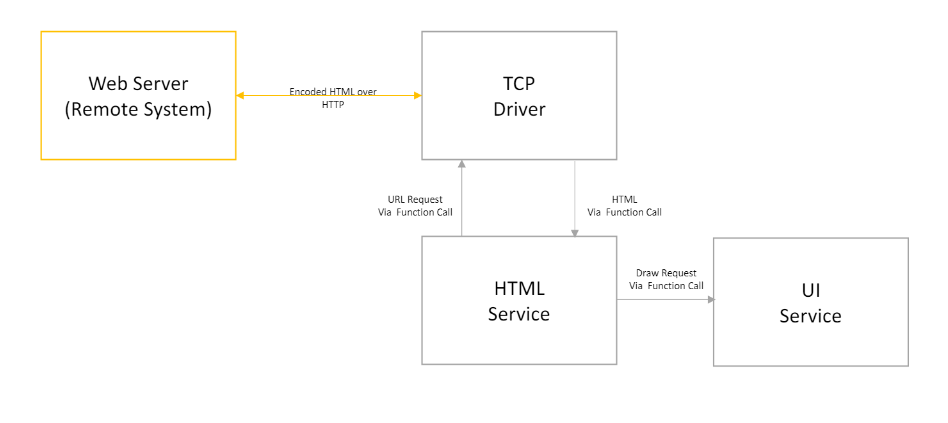 Web Server
(Remote System)
Encoded HTML over
HTTP
TCP
Driver
URL Request
Via Function Call
HTML
Via Function Call
HTML
Service
Draw Request
Via Function Call
UI
Service